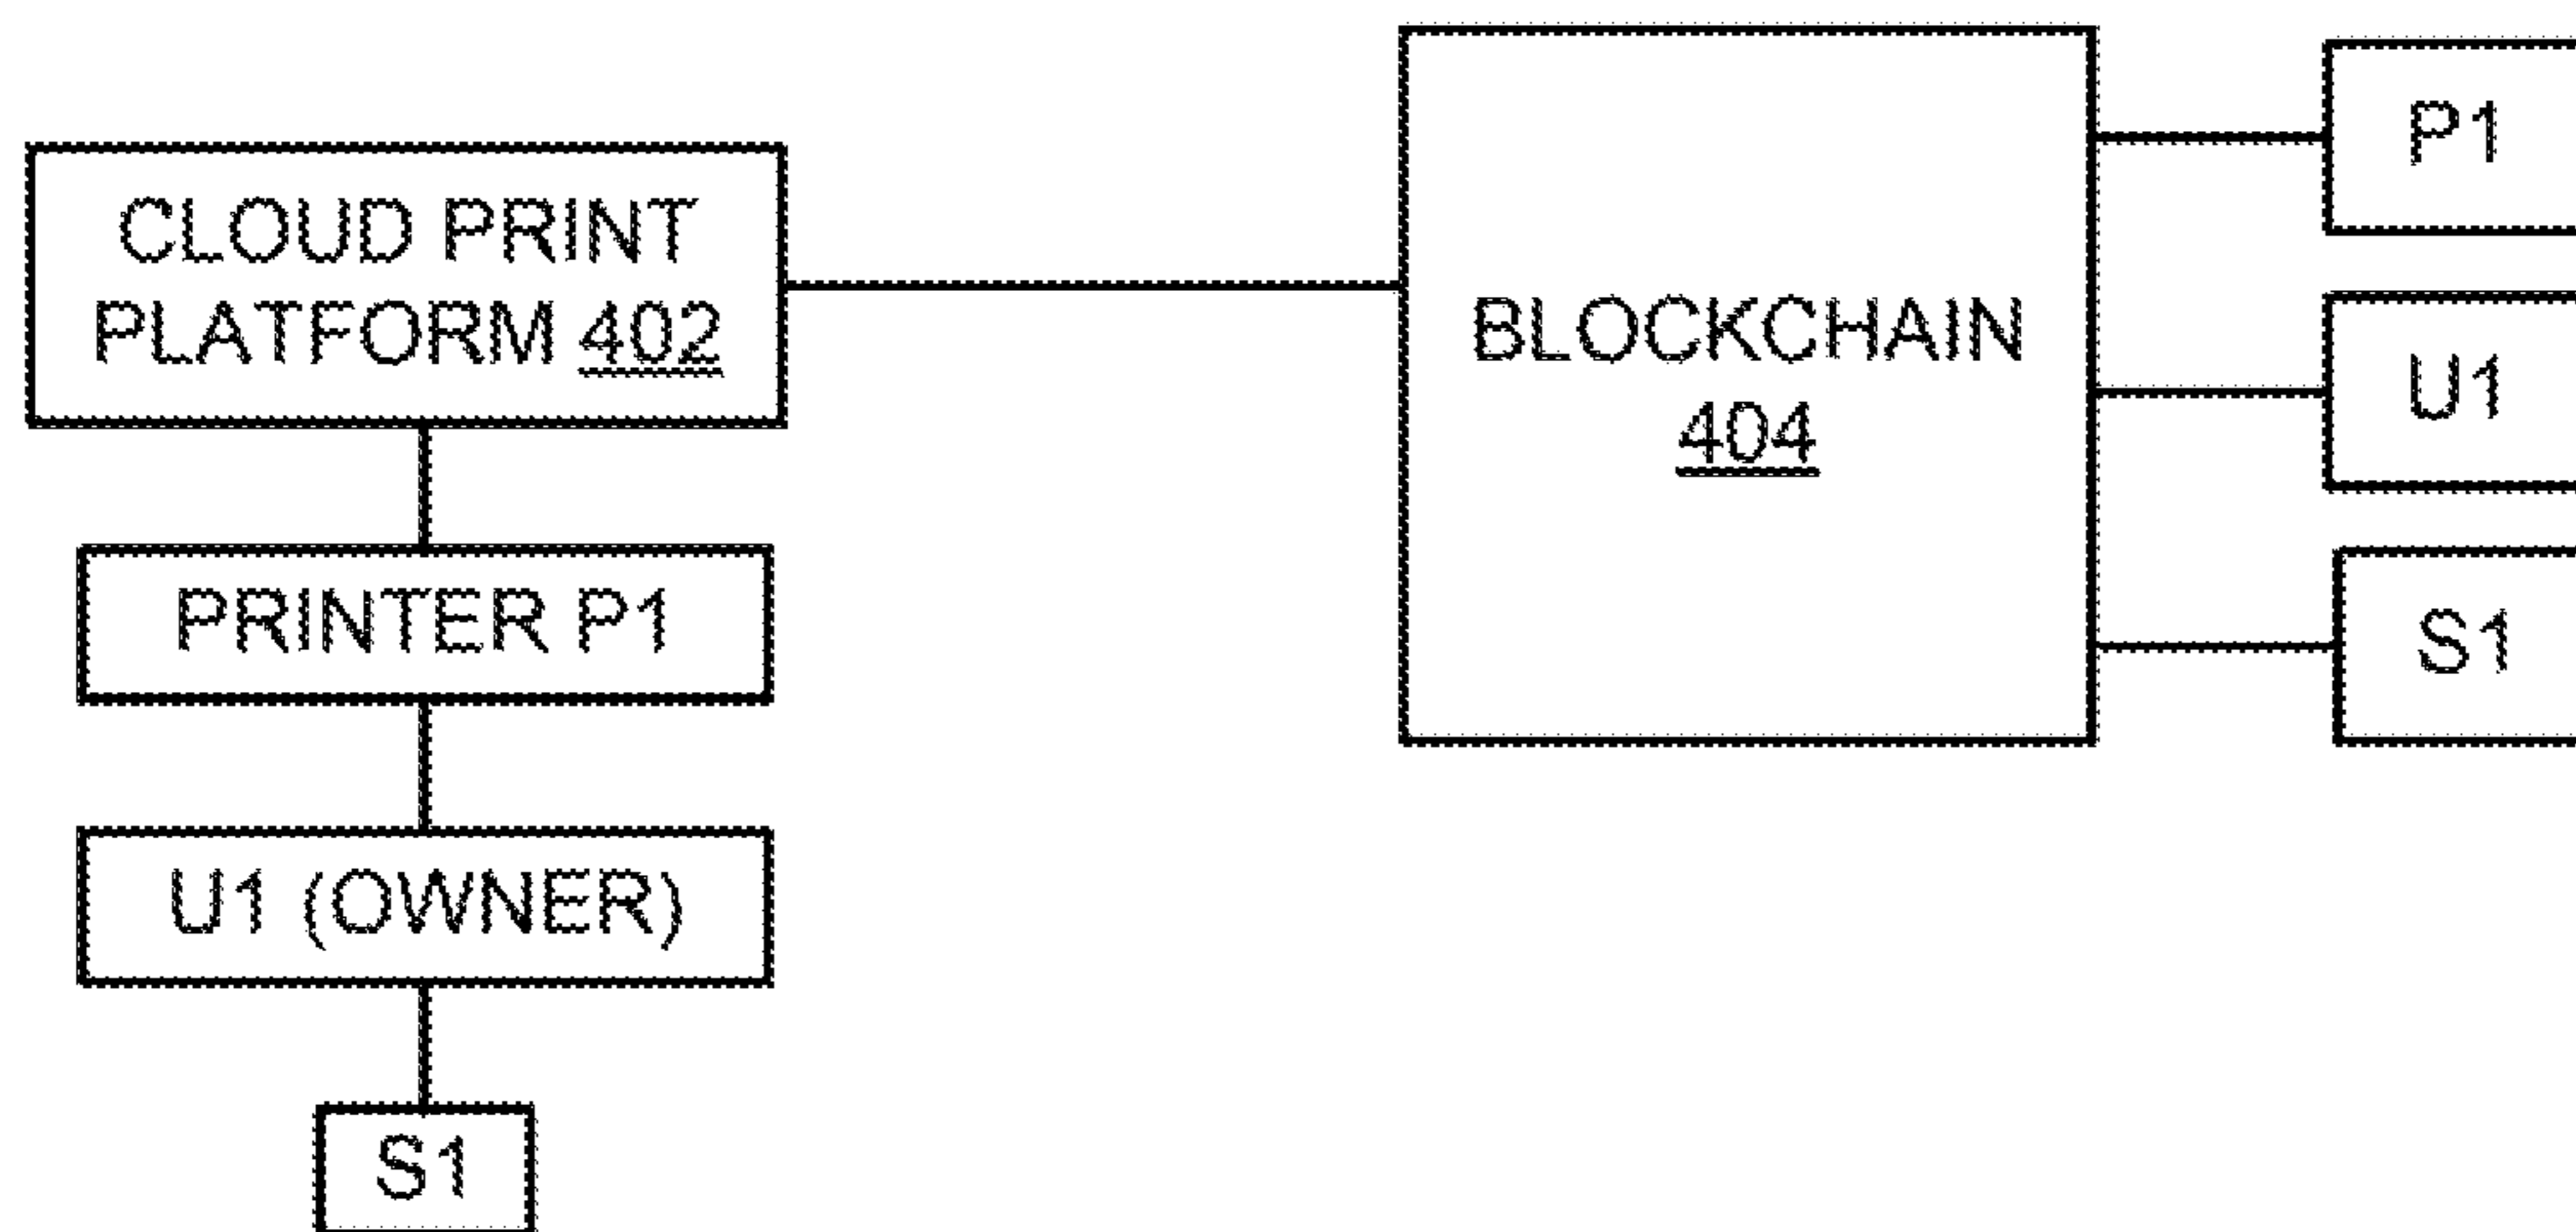 CLOUD PRINT
PLATFORM 402
PRINTER P1
U1 (OWNER)
S1
BLOCKCHAIN
404
P1
U1
S1